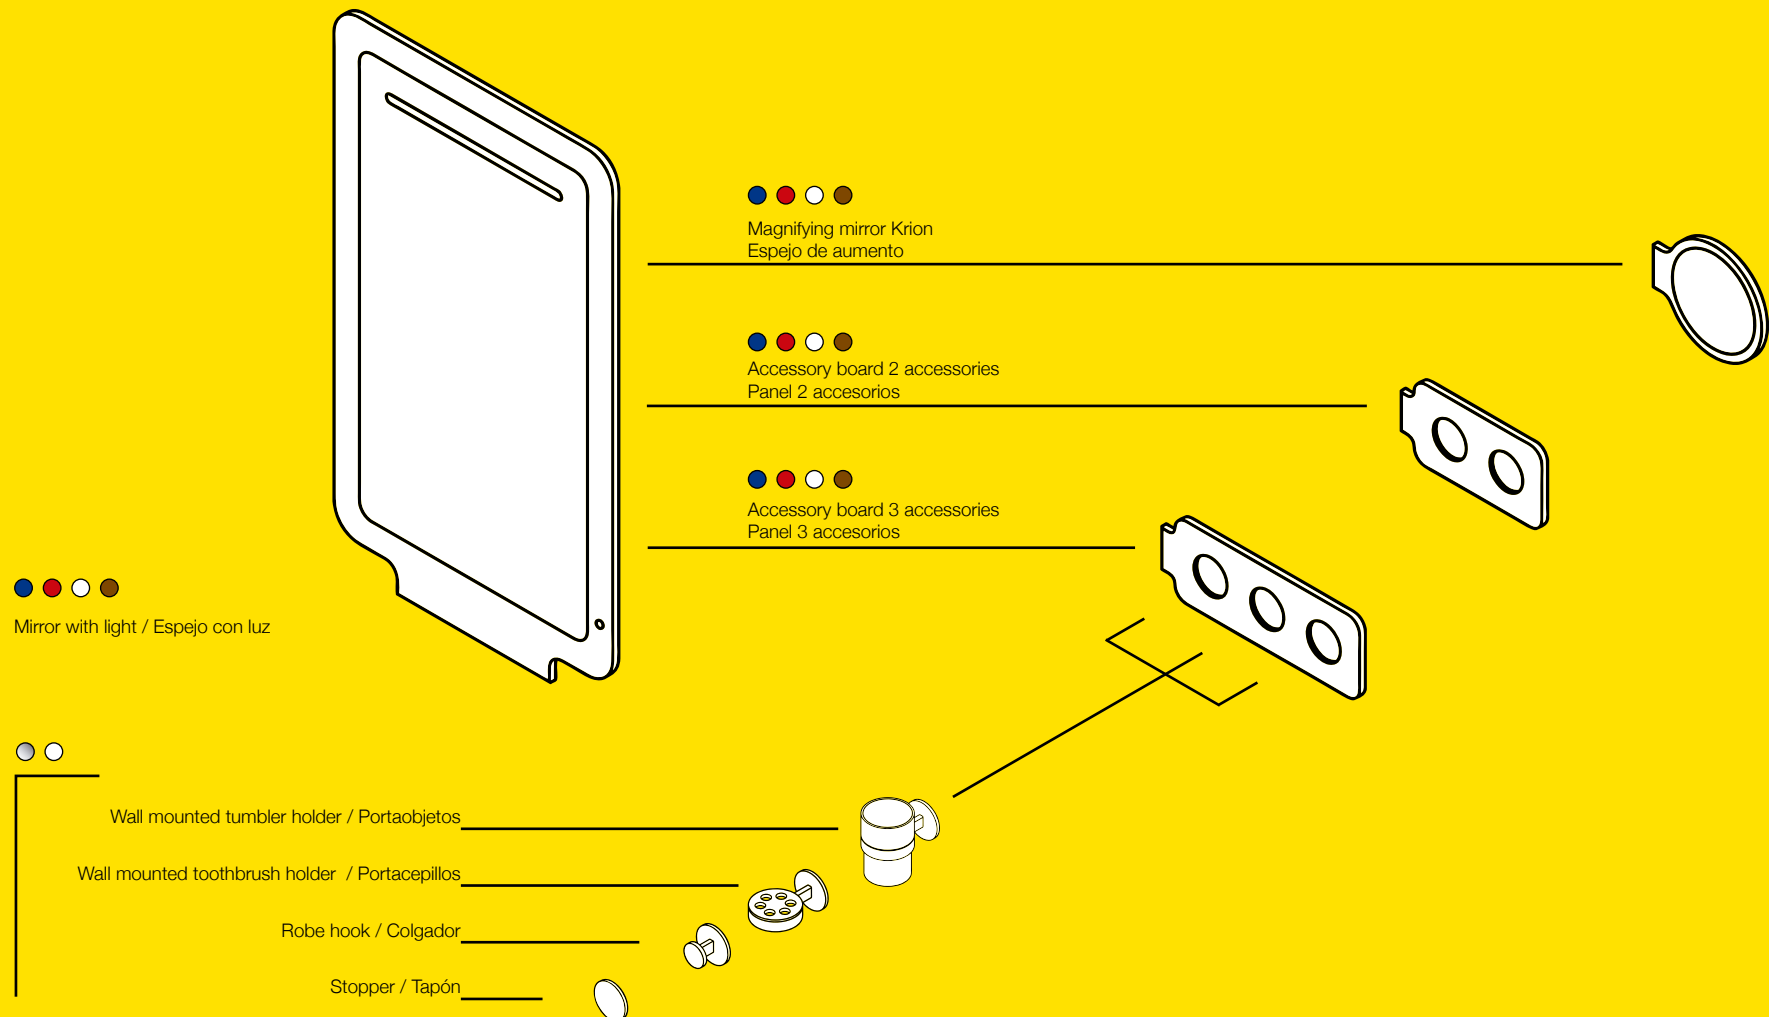 Magnifying mirror Krion
Espejo de aumento
Accessory board 2 accessories
Panel 2 accesorios
Accessory board 3 accessories
Panel 3 accesorios
Mirror with light / Espejo con luz
Wall mounted tumbler holder / Portaobjetos
Wall mounted toothbrush holder / Portacepillos
Robe hook / Colgador
Stopper / Tapón